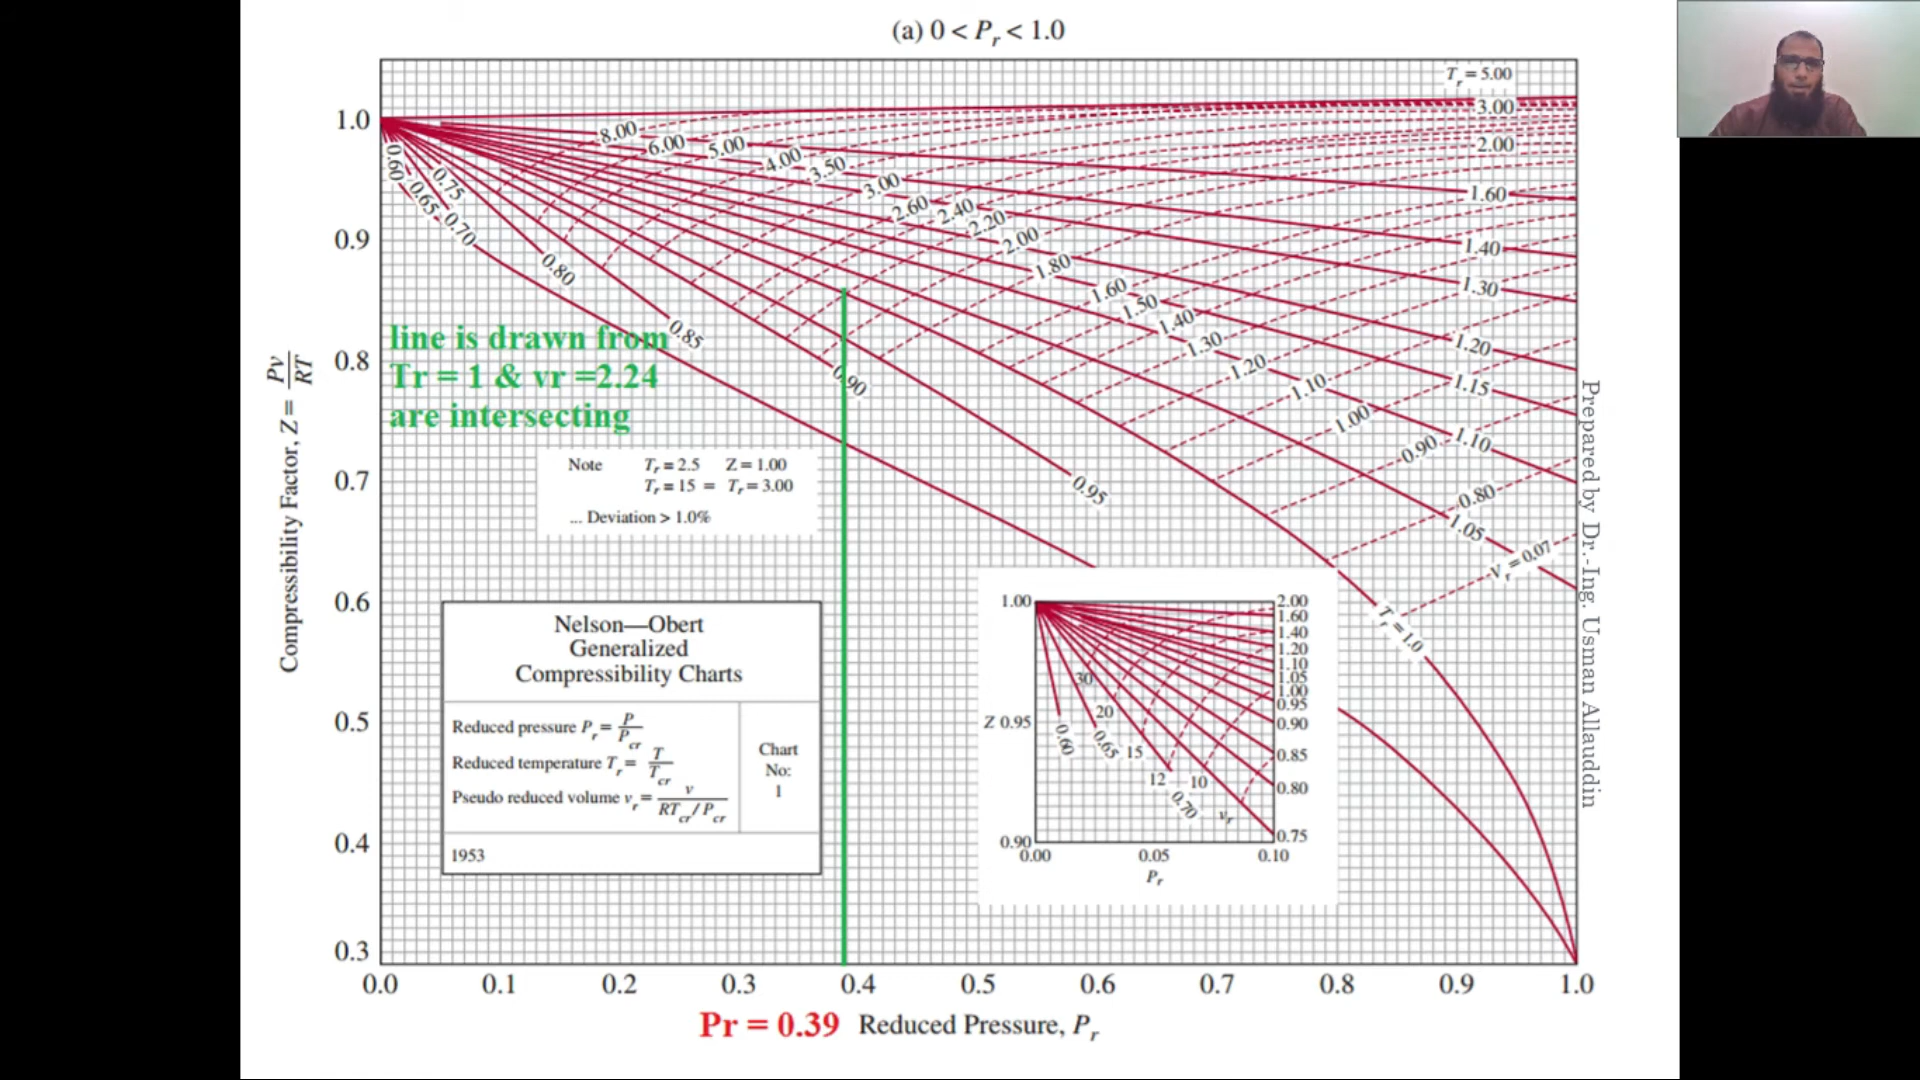 (a) 0 < Pr < 1.0
Tr = 5.00
3.00
2.00
1.60
1.40
1.30
1.20
1.15
1.10
1.05
Tr = 1.0
0.95
0.90
0.85
0.80
0.75
0.70
0.65
0.60
8.00
6.00
5.00
4.00
3.50
3.00
2.60
2.40
2.20
2.00
1.80
1.60
1.50
1.40
1.30
1.20
1.10
1.00
0.90
0.80
vr = 0.07
1.0
0.9
0.8
0.7
0.6
0.5
0.4
0.3
Compressibility Factor, Z = Pv/RT
line is drawn from
Tr = 1 & vr =2.24
are intersecting
Note Tr = 2.5 Z = 1.00
Tr = 15 = Tr = 3.00
... Deviation > 1.0%
Nelson—Obert
Generalized
Compressibility Charts
Reduced pressure Pr = P/Pcr
Reduced temperature Tr = T/Tcr
Pseudo reduced volume vr = v/RTcr/Pcr
Chart
No:
1
1953
1.00
Z 0.95
0.90
2.00
1.60
1.40
1.20
1.10
1.05
1.00
0.95
0.90
0.85
0.80
0.75
30
20
15
12
10
vr
0.60
0.65
0.70
0.00 0.05 0.10
Pr
0.0 0.1 0.2 0.3 0.4 0.5 0.6 0.7 0.8 0.9 1.0
Pr = 0.39 Reduced Pressure, Pr
Prepared by Dr.-Ing. Usman Allauddin